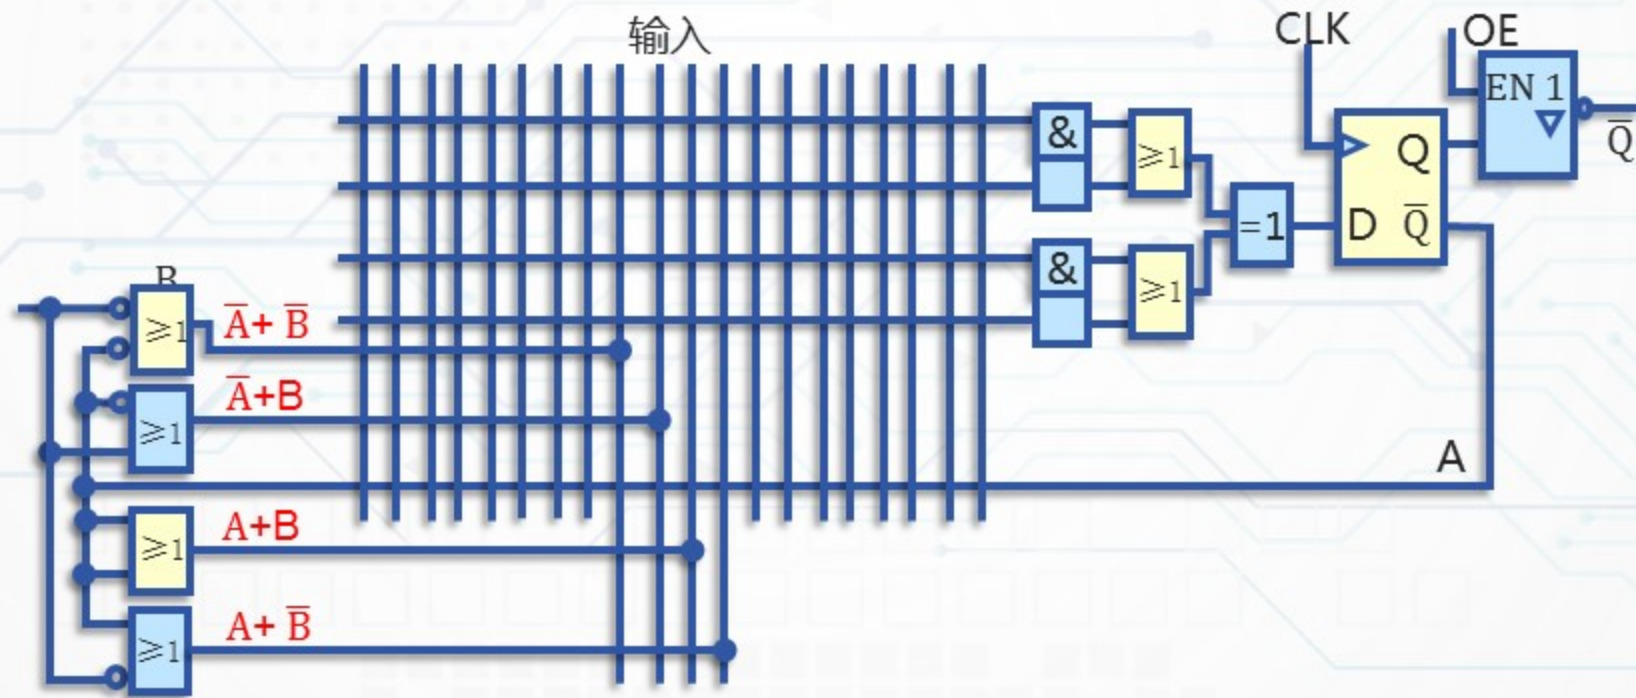 输入
CLK
OE
EN 1
&
≥1
Q
Q̅
=1
D Q̅
&
≥1
B
≥1
A̅+ B̅
≥1
A̅+B
A
≥1
A+B
≥1
A+ B̅